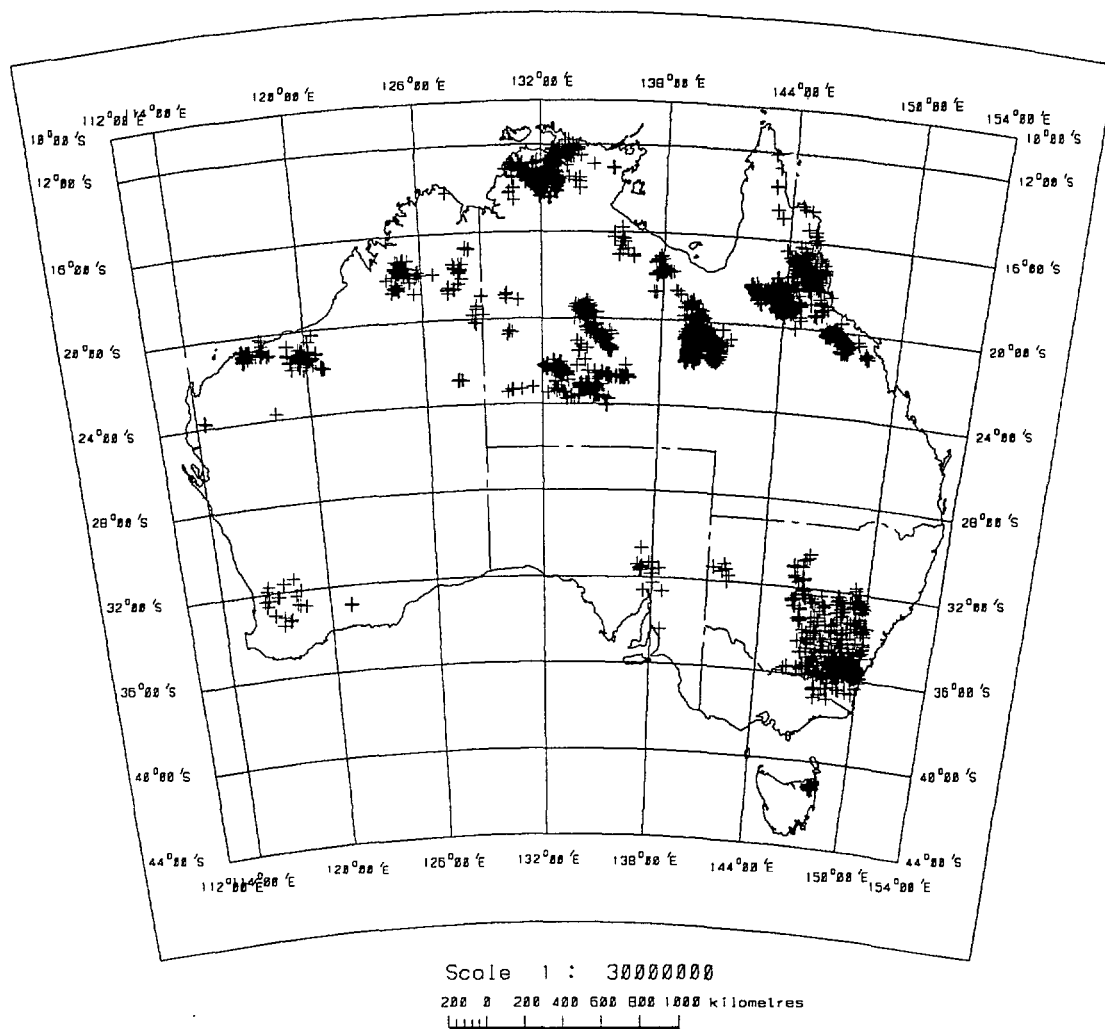 132°00'E
126°00'E 138°00'E
120°00'E 144°00'E
112°00'E 114°00'E 150°00'E 154°00'E
10°00'S 10°00'S
12°00'S 12°00'S
16°00'S 16°00'S
20°00'S 20°00'S
24°00'S 24°00'S
28°00'S 28°00'S
32°00'S 32°00'S
36°00'S 36°00'S
40°00'S 40°00'S
44°00'S 44°00'S
112°00'E 114°00'E 120°00'E 126°00'E 132°00'E 138°00'E 144°00'E 150°00'E 154°00'E
Scale 1 : 30000000
200 0 200 400 600 800 1000 kilometres